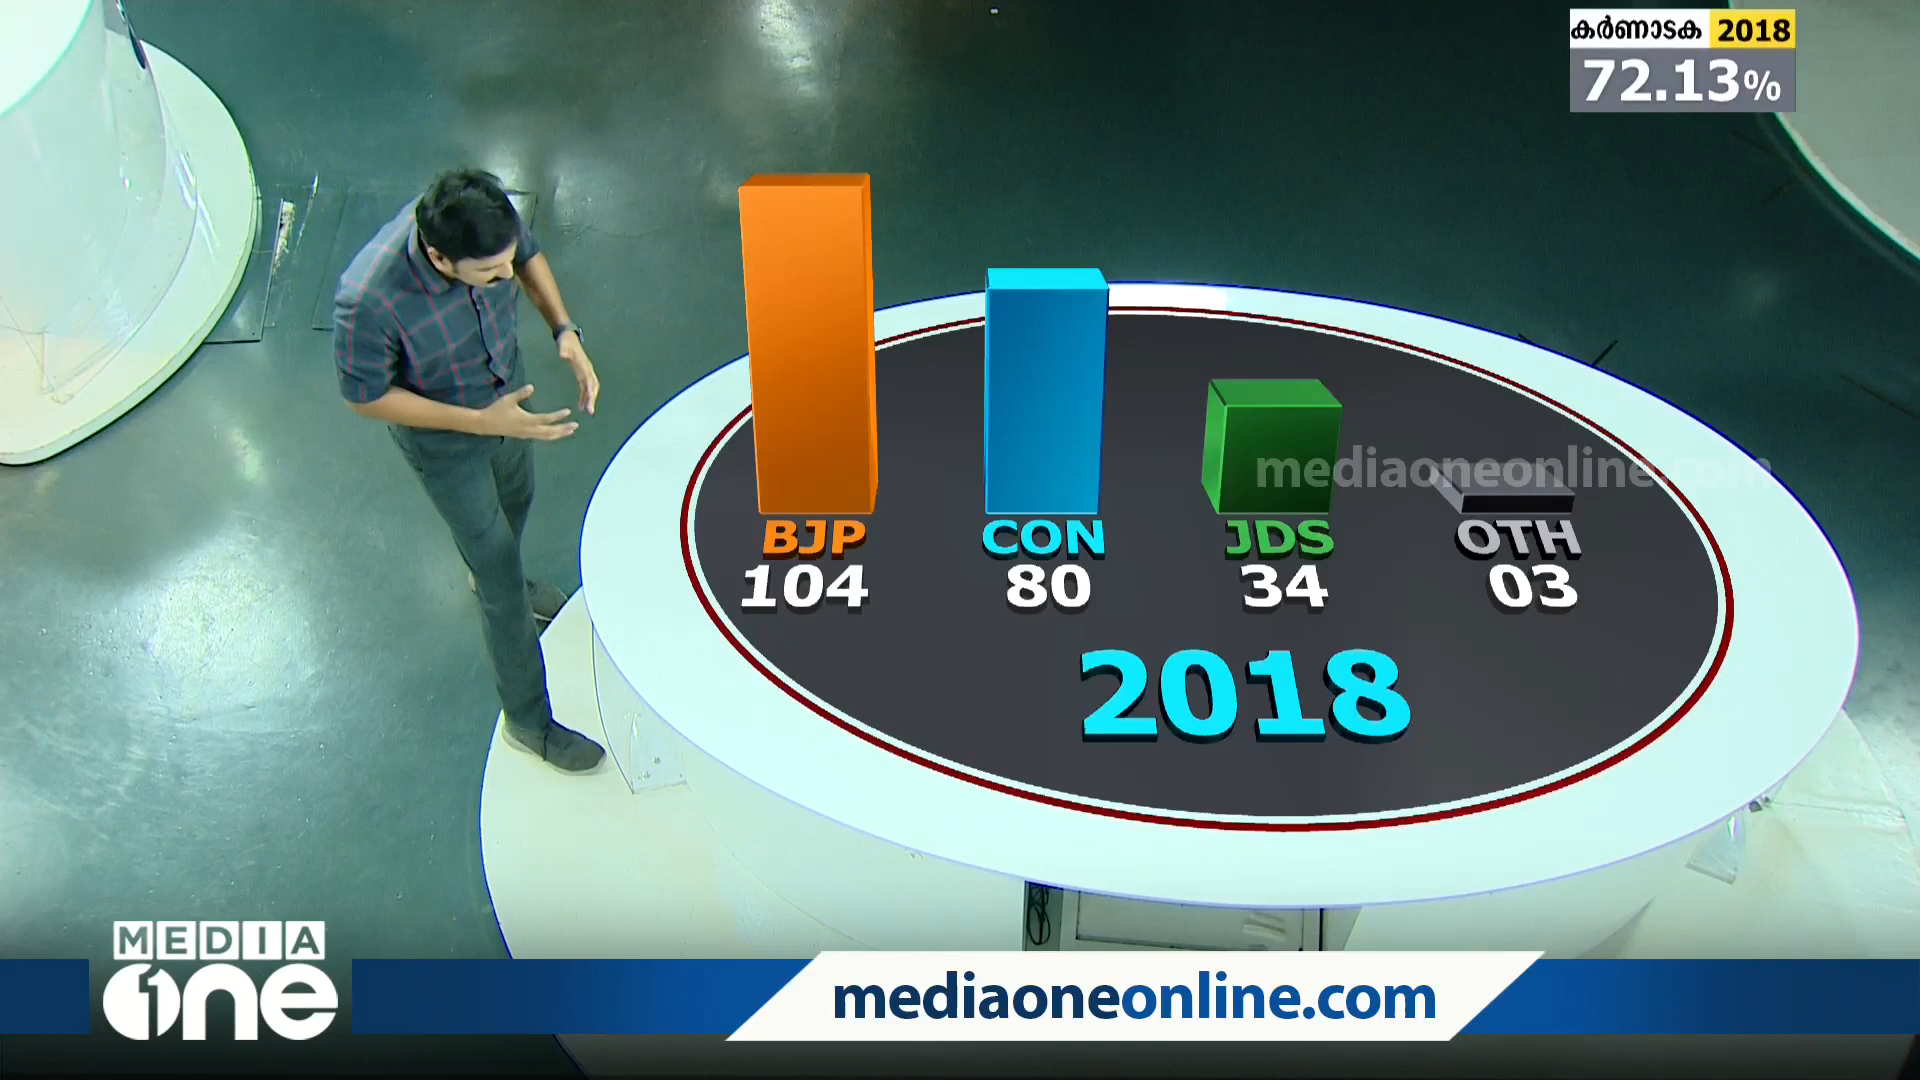 കർണാടക 2018
72.13%
BJP CON JDS OTH
104 80 34 03
mediaoneonline.com
2018
MEDIA
one
mediaoneonline.com